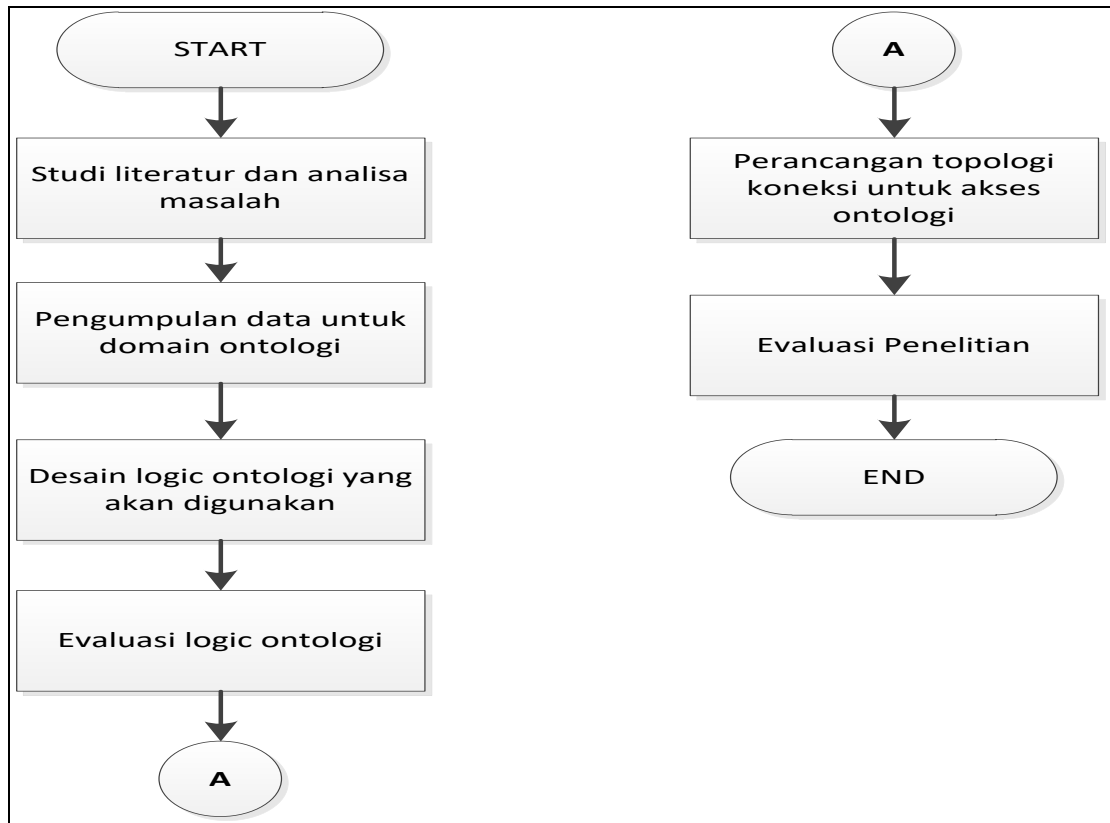 START
Studi literatur dan analisa
masalah
Pengumpulan data untuk
domain ontologi
Desain logic ontologi yang
akan digunakan
Evaluasi logic ontologi
A
A
Perancangan topologi
koneksi untuk akses
ontologi
Evaluasi Penelitian
END